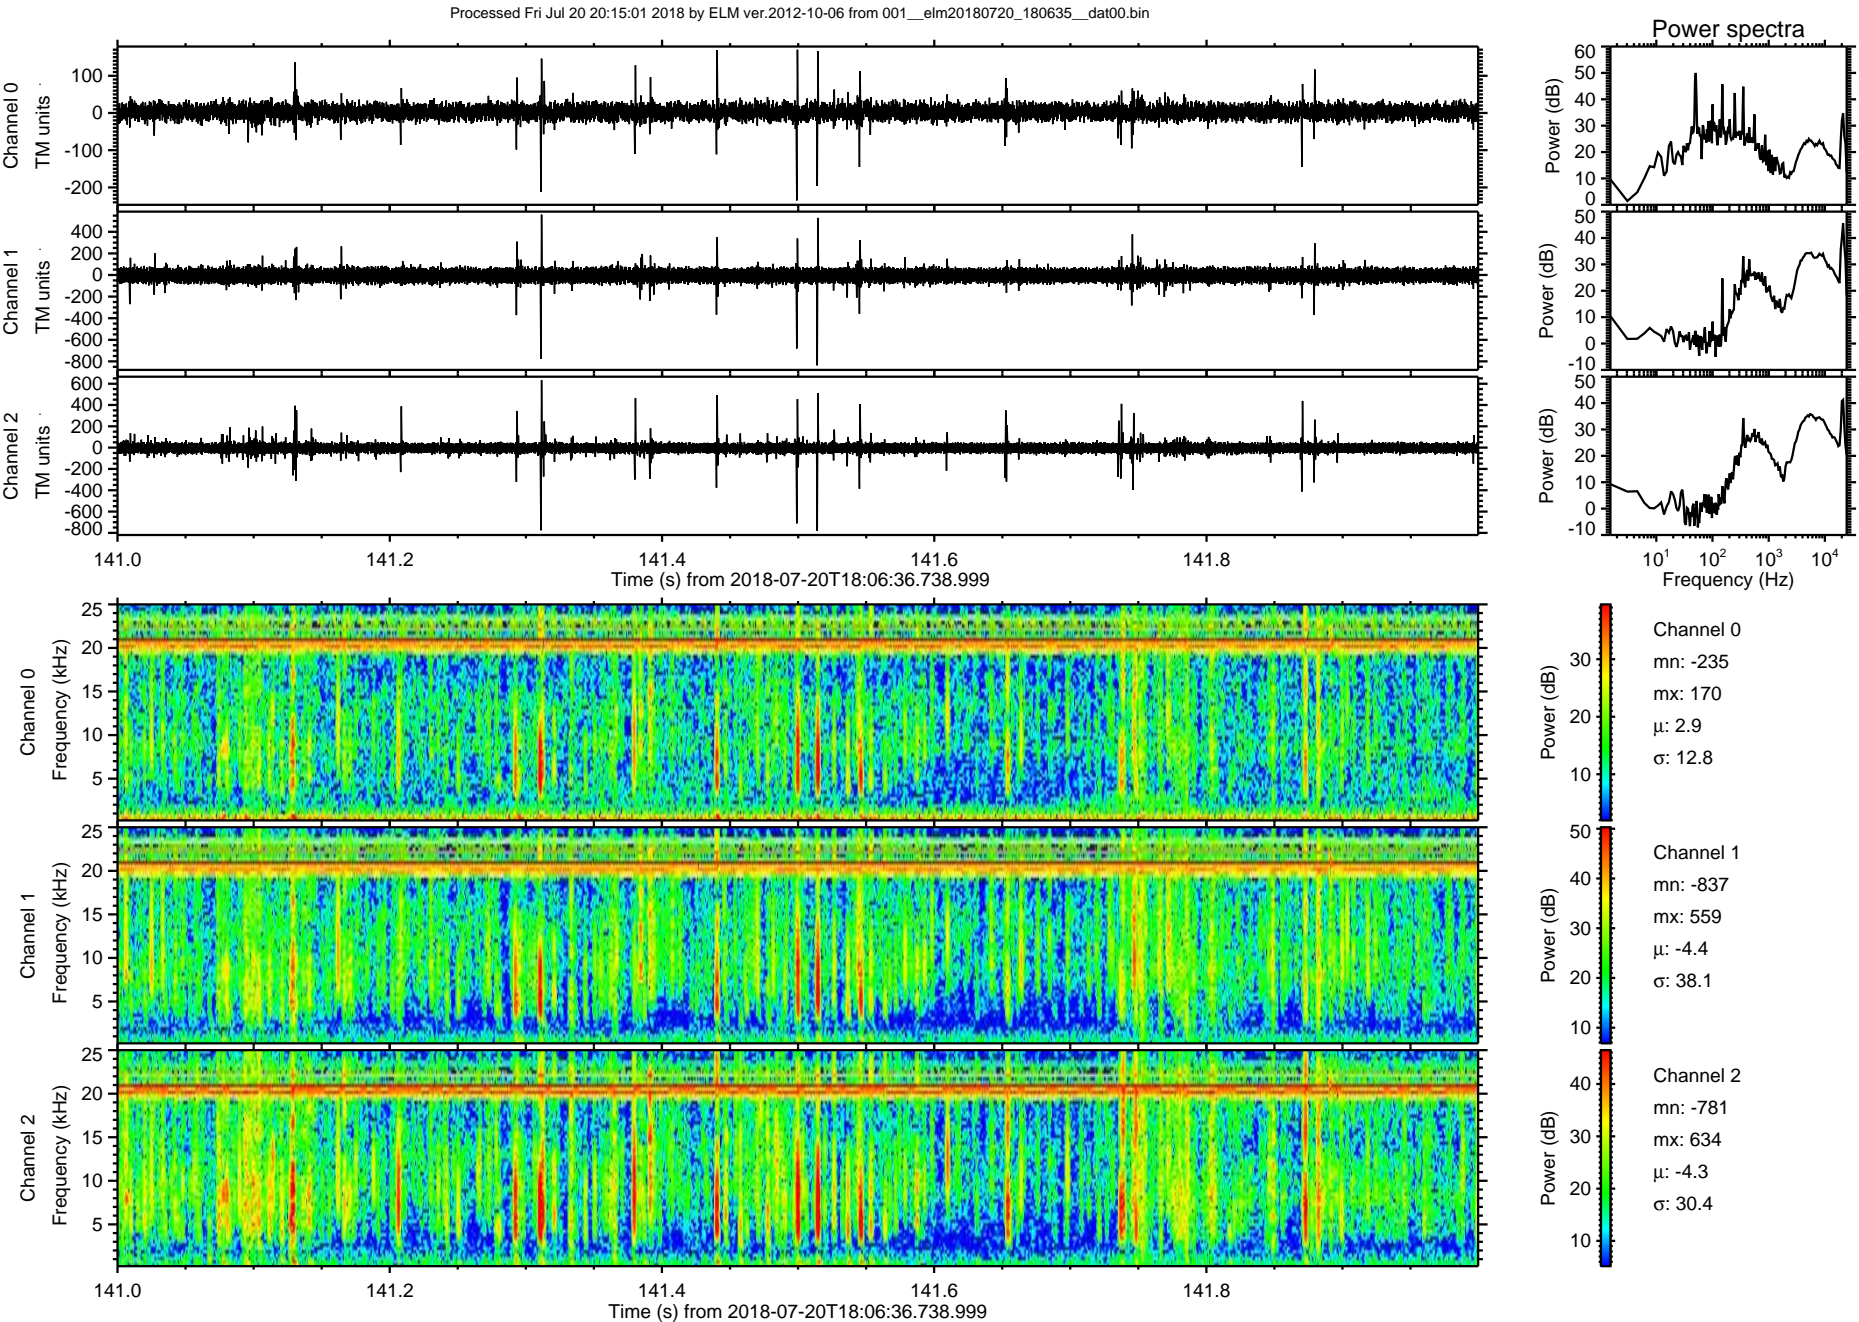 Processed Fri Jul 20 20:15:01 2018 by ELM ver.2012-10-06 from 001__elm20180720_180635__dat00.bin
Power spectra
Channel 0
TM units
100
0
-100
-200
Power (dB)
60
50
40
30
20
10
0
Channel 1
TM units
400
200
0
-200
-400
-600
-800
Power (dB)
50
40
30
20
10
0
-10
Channel 2
TM units
600
400
200
0
-200
-400
-600
-800
Power (dB)
50
40
30
20
10
0
-10
141.0 141.2 141.4 141.6 141.8
Time (s) from 2018-07-20T18:06:36.738.999
10^1 10^2 10^3 10^4
Frequency (Hz)
Channel 0
Frequency (kHz)
25
20
15
10
5
Power (dB)
30
20
10
Channel 0
mn: -235
mx: 170
μ: 2.9
σ: 12.8
Channel 1
Frequency (kHz)
25
20
15
10
5
Power (dB)
50
40
30
20
10
Channel 1
mn: -837
mx: 559
μ: -4.4
σ: 38.1
Channel 2
Frequency (kHz)
25
20
15
10
5
Power (dB)
40
30
20
10
Channel 2
mn: -781
mx: 634
μ: -4.3
σ: 30.4
141.0 141.2 141.4 141.6 141.8
Time (s) from 2018-07-20T18:06:36.738.999